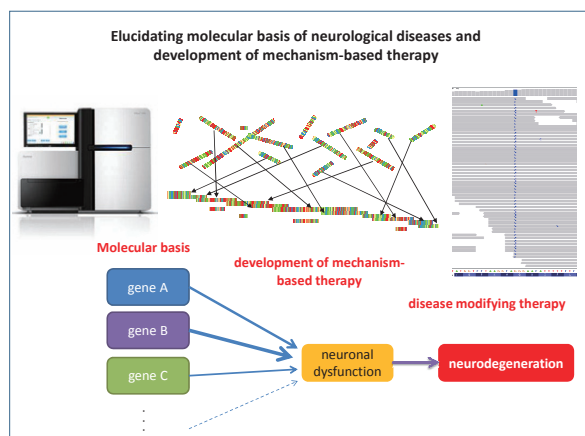 Elucidating molecular basis of neurological diseases and
development of mechanism-based therapy
Molecular basis
development of mechanism-
based therapy
disease modifying therapy
gene A
gene B
gene C
neuronal
dysfunction
neurodegeneration